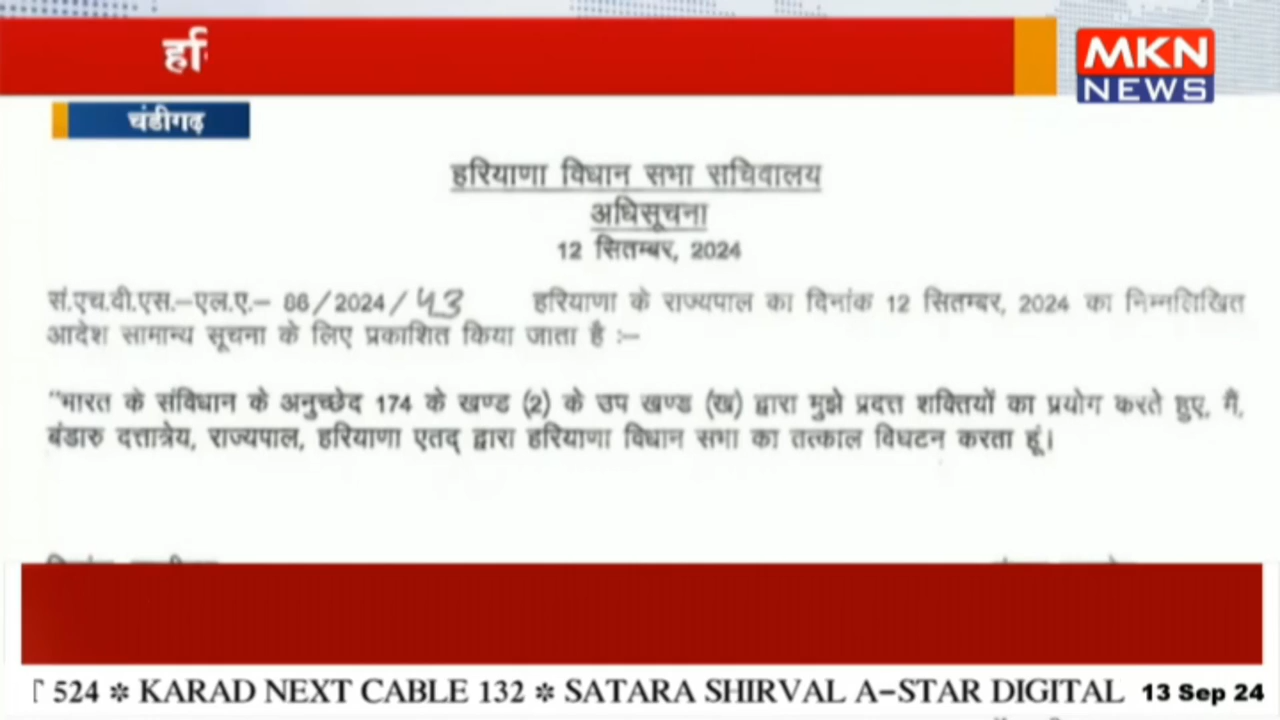 MKN
NEWS
चंडीगढ़
हरियाणा विधान सभा सचिवालय
अधिसूचना
12 सितम्बर, 2024
सं.एच.वी.एस.–एल.ए.– 86/2024/43 हरियाणा के राज्यपाल का दिनांक 12 सितम्बर, 2024 का निम्नलिखित
आदेश सामान्य सूचना के लिए प्रकाशित किया जाता है :–
"भारत के संविधान के अनुच्छेद 174 के खण्ड (2) के उप खण्ड (ख) द्वारा मुझे प्रदत्त शक्तियों का प्रयोग करते हुए, मैं,
बंडारु दत्तात्रेय, राज्यपाल, हरियाणा एतद् द्वारा हरियाणा विधान सभा का तत्काल विघटन करता हूं।
524 ✻ KARAD NEXT CABLE 132 ✻ SATARA SHIRVAL A–STAR DIGITAL 13 Sep 24